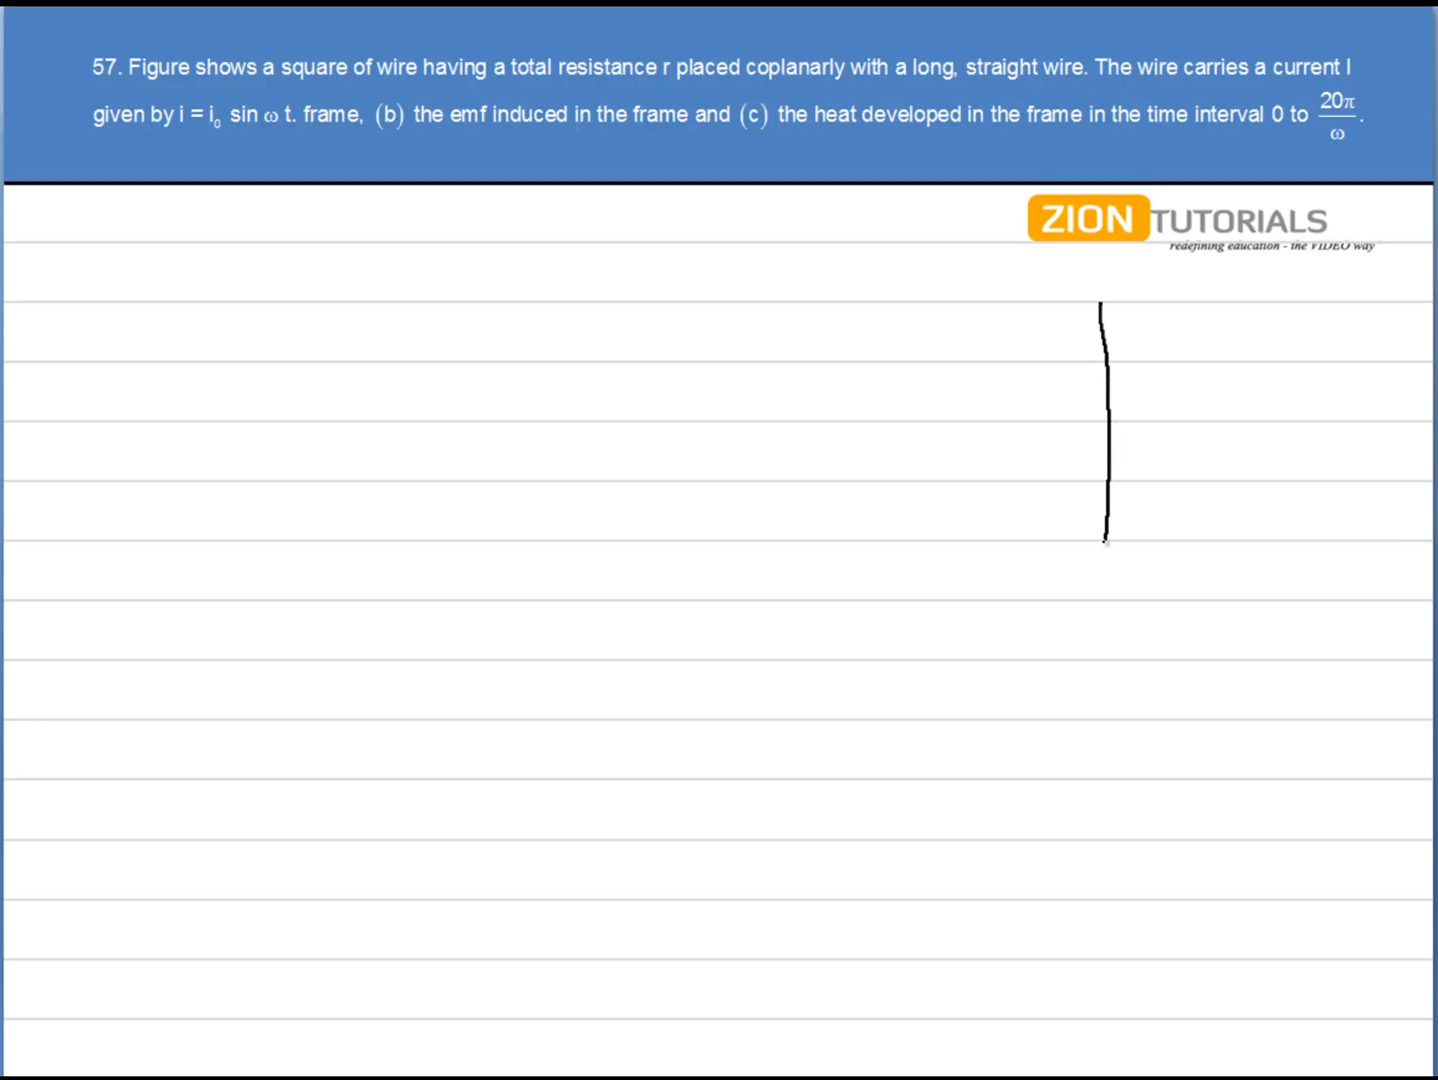 57. Figure shows a square of wire having a total resistance r placed coplanarly with a long, straight wire. The wire carries a current I
given by i = i₀ sin ω t. frame, (b) the emf induced in the frame and (c) the heat developed in the frame in the time interval 0 to 20π/ω.
ZION TUTORIALS
redefining education - the VIDEO way